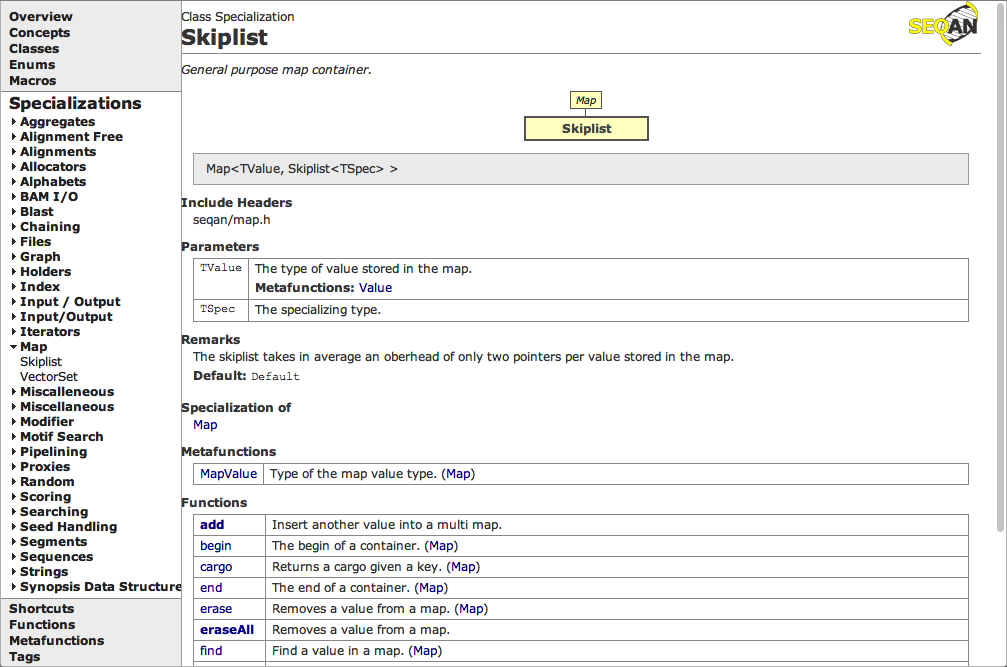 Overview
Concepts
Classes
Enums
Macros
Specializations
Aggregates
Alignment Free
Alignments
Allocators
Alphabets
BAM I/O
Blast
Chaining
Files
Graph
Holders
Index
Input / Output
Input/Output
Iterators
Map
Skiplist
VectorSet
Miscalleneous
Miscellaneous
Modifier
Motif Search
Pipelining
Proxies
Random
Scoring
Searching
Seed Handling
Segments
Sequences
Strings
Synopsis Data Structure
Shortcuts
Functions
Metafunctions
Tags
Class Specialization
Skiplist
SEQAN
General purpose map container.
Map
Skiplist
Map<TValue, Skiplist<TSpec> >
Include Headers
seqan/map.h
Parameters
TValue The type of value stored in the map.
Metafunctions: Value
TSpec The specializing type.
Remarks
The skiplist takes in average an oberhead of only two pointers per value stored in the map.
Default: Default
Specialization of
Map
Metafunctions
MapValue Type of the map value type. (Map)
Functions
add Insert another value into a multi map.
begin The begin of a container. (Map)
cargo Returns a cargo given a key. (Map)
end The end of a container. (Map)
erase Removes a value from a map. (Map)
eraseAll Removes a value from a map.
find Find a value in a map. (Map)